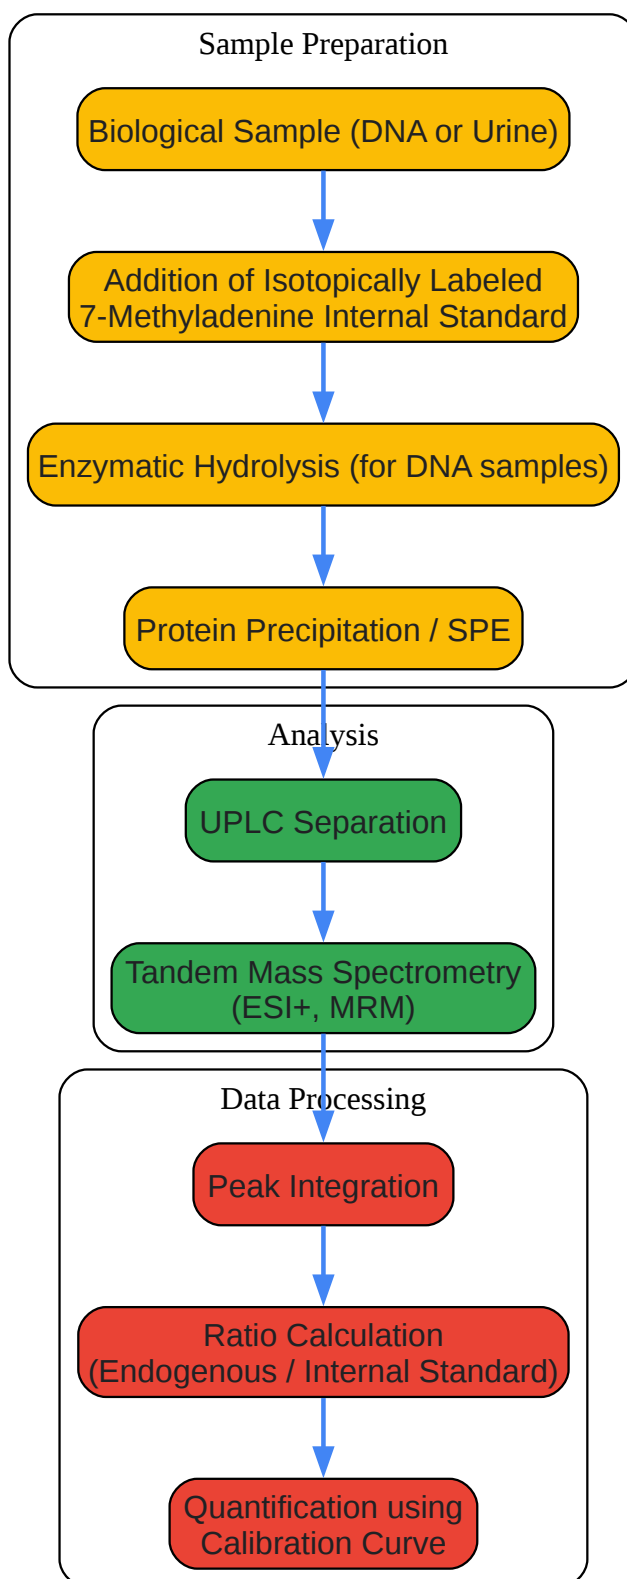 Sample Preparation
Biological Sample (DNA or Urine)
Addition of Isotopically Labeled
7-Methyladenine Internal Standard
Enzymatic Hydrolysis (for DNA samples)
Protein Precipitation / SPE
Analysis
UPLC Separation
Tandem Mass Spectrometry
(ESI+, MRM)
Data Processing
Peak Integration
Ratio Calculation
(Endogenous / Internal Standard)
Quantification using
Calibration Curve